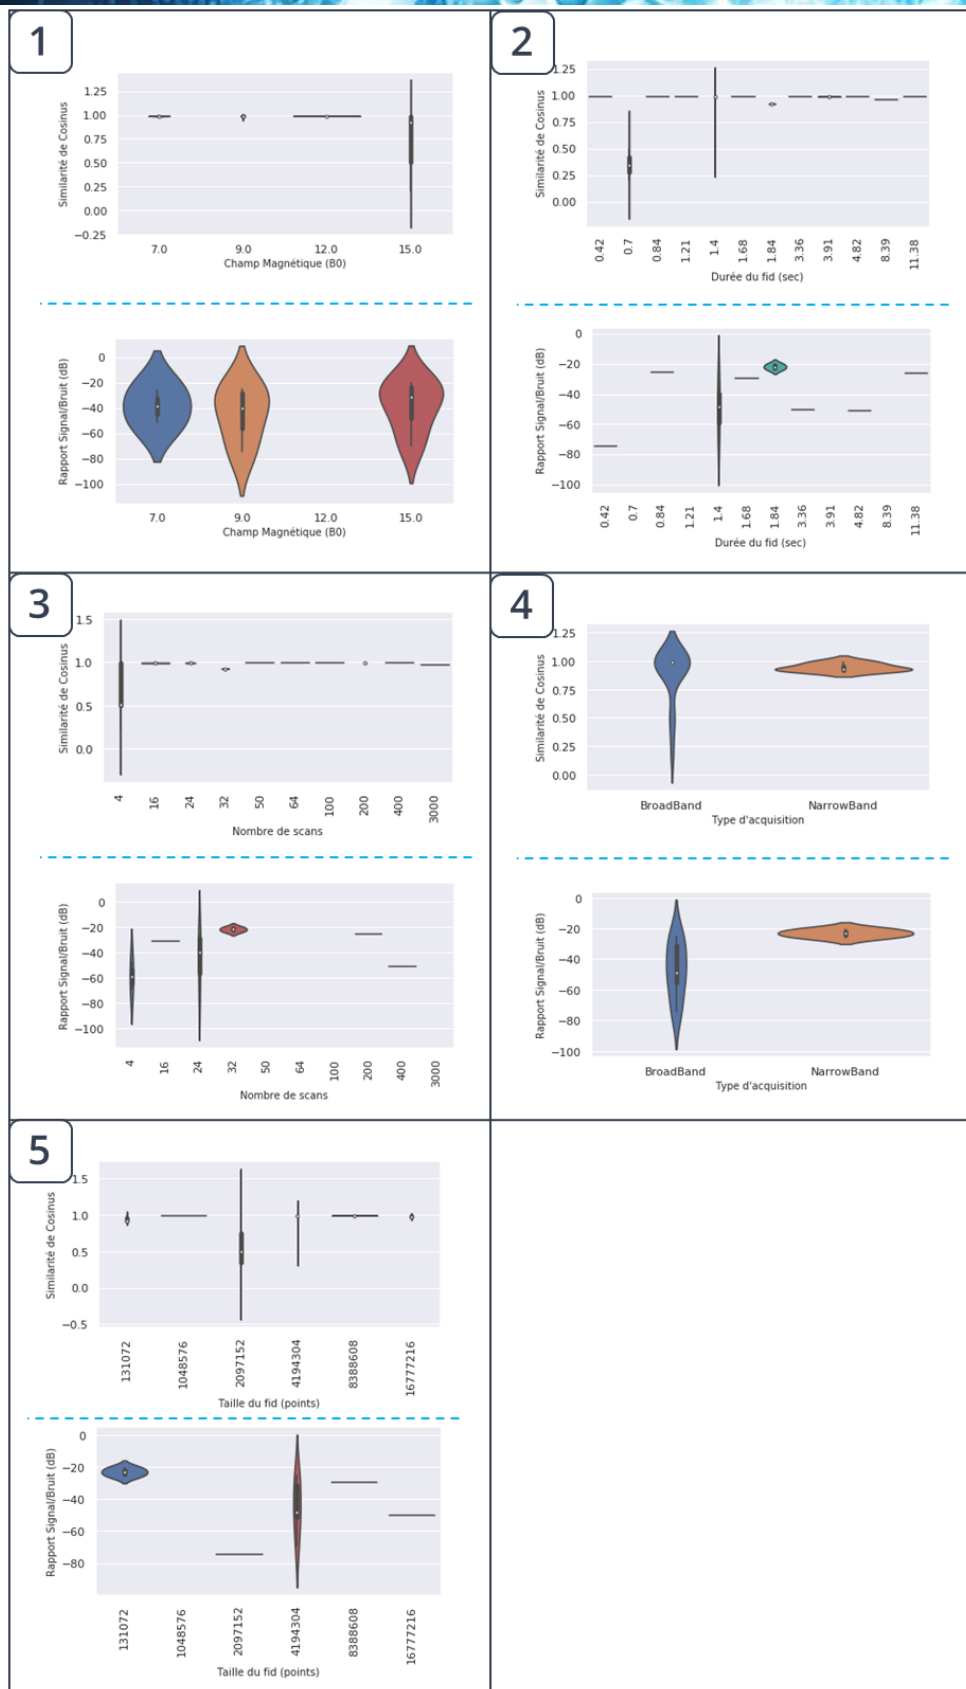 1
1.25
1.00
0.75
0.50
0.25
0.00
−0.25
Similarité de Cosinus
7.0 9.0 12.0 15.0
Champ Magnétique (B0)
0
−20
−40
−60
−80
−100
Rapport Signal/Bruit (dB)
7.0 9.0 12.0 15.0
Champ Magnétique (B0)
2
1.25
1.00
0.75
0.50
0.25
0.00
Similarité de Cosinus
0.42 0.7 0.84 1.21 1.4 1.68 1.84 3.36 3.91 4.82 8.39 11.38
Durée du fid (sec)
0
−20
−40
−60
−80
−100
Rapport Signal/Bruit (dB)
0.42 0.7 0.84 1.21 1.4 1.68 1.84 3.36 3.91 4.82 8.39 11.38
Durée du fid (sec)
3
1.5
1.0
0.5
0.0
Similarité de Cosinus
4 16 24 32 50 64 100 200 400 3000
Nombre de scans
0
−20
−40
−60
−80
−100
Rapport Signal/Bruit (dB)
4 16 24 32 50 64 100 200 400 3000
Nombre de scans
4
1.25
1.00
0.75
0.50
0.25
0.00
Similarité de Cosinus
BroadBand NarrowBand
Type d'acquisition
0
−20
−40
−60
−80
−100
Rapport Signal/Bruit (dB)
BroadBand NarrowBand
Type d'acquisition
5
1.5
1.0
0.5
0.0
−0.5
Similarité de Cosinus
131072 1048576 2097152 4194304 8388608 16777216
Taille du fid (points)
0
−20
−40
−60
−80
Rapport Signal/Bruit (dB)
131072 1048576 2097152 4194304 8388608 16777216
Taille du fid (points)